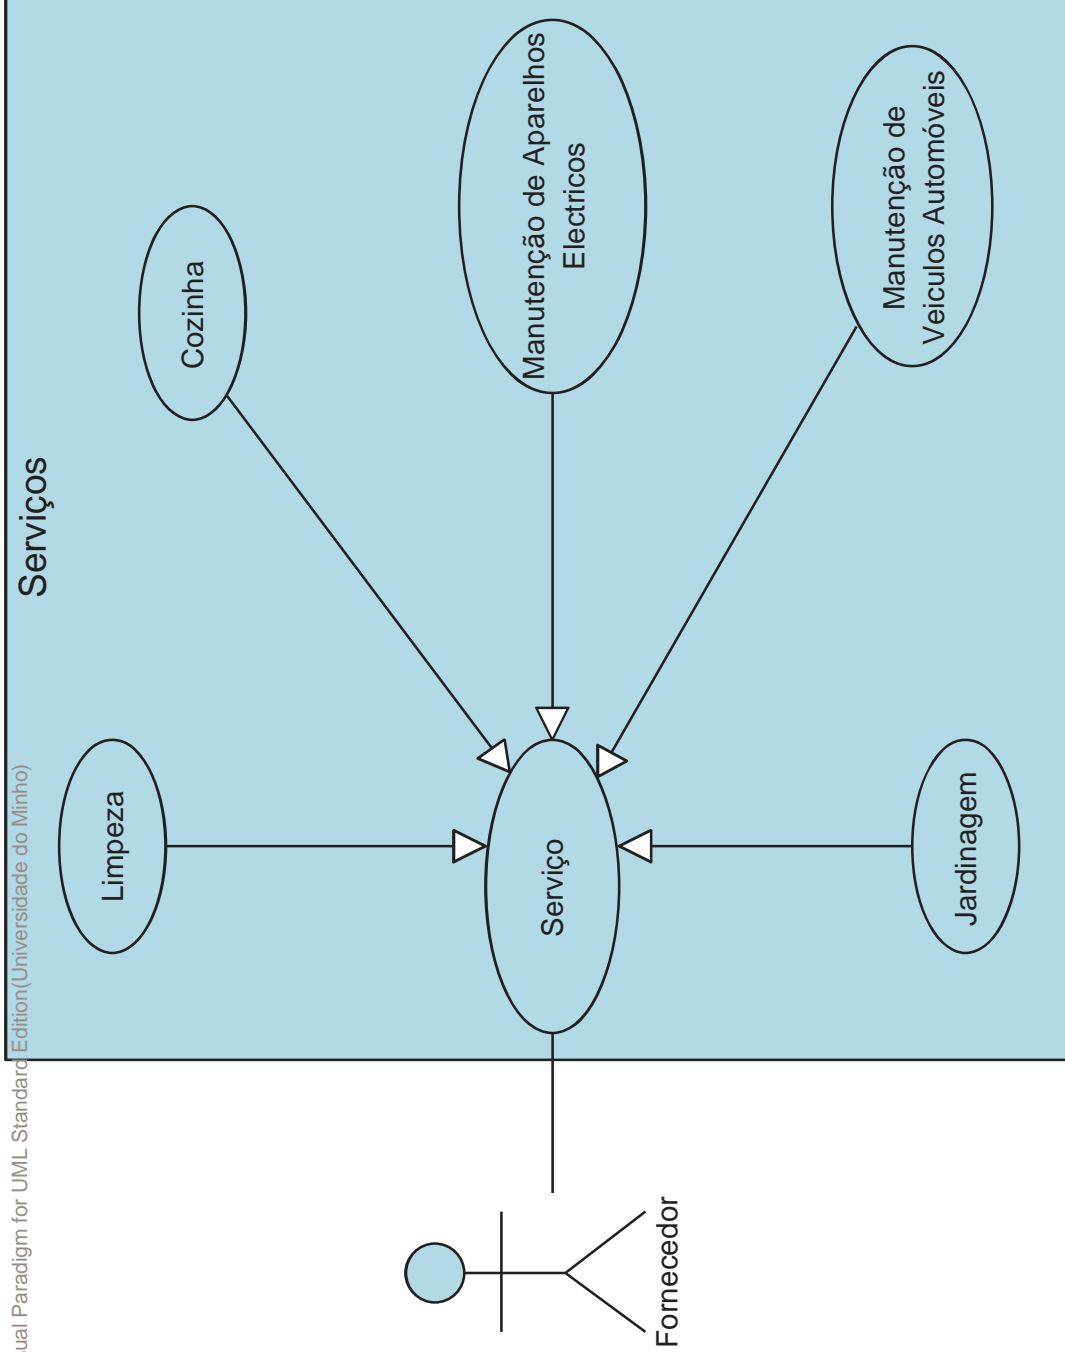 sual Paradigm for UML Standard Edition(Universidade do Minho)
Serviços
Limpeza
Cozinha
Serviço
Manutenção de Aparelhos
Electricos
Manutenção de
Veiculos Automóveis
Jardinagem
Fornecedor